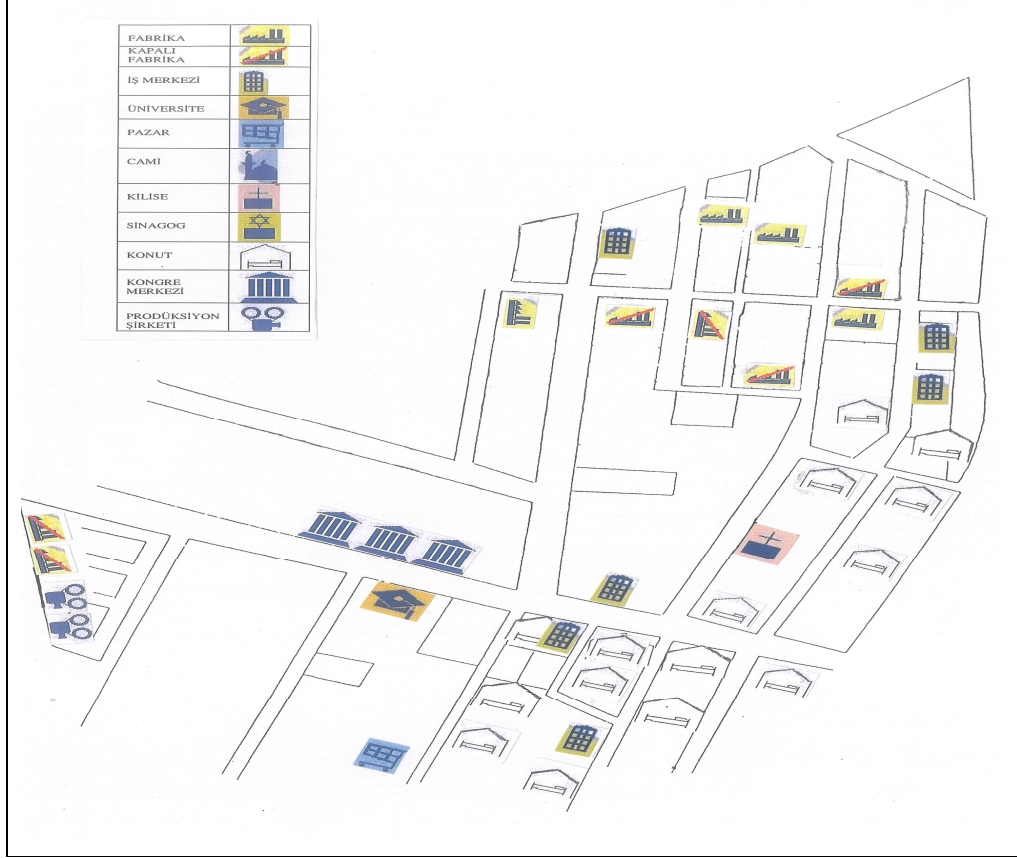 FABRİKA
KAPALI
FABRİKA
İŞ MERKEZİ
ÜNİVERSİTE
PAZAR
CAMİ
KİLİSE
SİNAGOG
KONUT
KONGRE
MERKEZİ
PRODÜKSİYON
ŞİRKETİ